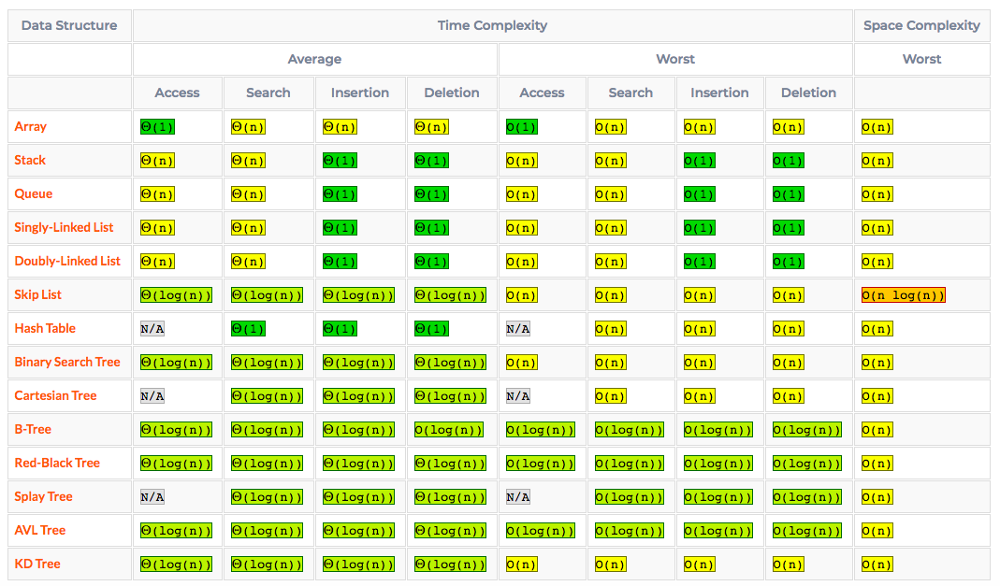 Data Structure Time Complexity Space Complexity
Average Worst Worst
Access Search Insertion Deletion Access Search Insertion Deletion
Array Θ(1) Θ(n) Θ(n) Θ(n) O(1) O(n) O(n) O(n) O(n)
Stack Θ(n) Θ(n) Θ(1) Θ(1) O(n) O(n) O(1) O(1) O(n)
Queue Θ(n) Θ(n) Θ(1) Θ(1) O(n) O(n) O(1) O(1) O(n)
Singly-Linked List Θ(n) Θ(n) Θ(1) Θ(1) O(n) O(n) O(1) O(1) O(n)
Doubly-Linked List Θ(n) Θ(n) Θ(1) Θ(1) O(n) O(n) O(1) O(1) O(n)
Skip List Θ(log(n)) Θ(log(n)) Θ(log(n)) Θ(log(n)) O(n) O(n) O(n) O(n) O(n log(n))
Hash Table N/A Θ(1) Θ(1) Θ(1) N/A O(n) O(n) O(n) O(n)
Binary Search Tree Θ(log(n)) Θ(log(n)) Θ(log(n)) Θ(log(n)) O(n) O(n) O(n) O(n) O(n)
Cartesian Tree N/A Θ(log(n)) Θ(log(n)) Θ(log(n)) N/A O(n) O(n) O(n) O(n)
B-Tree Θ(log(n)) Θ(log(n)) Θ(log(n)) O(log(n)) O(log(n)) O(log(n)) O(log(n)) O(log(n)) O(n)
Red-Black Tree Θ(log(n)) Θ(log(n)) Θ(log(n)) Θ(log(n)) O(log(n)) O(log(n)) O(log(n)) O(log(n)) O(n)
Splay Tree N/A Θ(log(n)) Θ(log(n)) Θ(log(n)) N/A O(log(n)) O(log(n)) O(log(n)) O(n)
AVL Tree Θ(log(n)) Θ(log(n)) Θ(log(n)) Θ(log(n)) O(log(n)) O(log(n)) O(log(n)) O(log(n)) O(n)
KD Tree Θ(log(n)) Θ(log(n)) Θ(log(n)) Θ(log(n)) O(n) O(n) O(n) O(n) O(n)